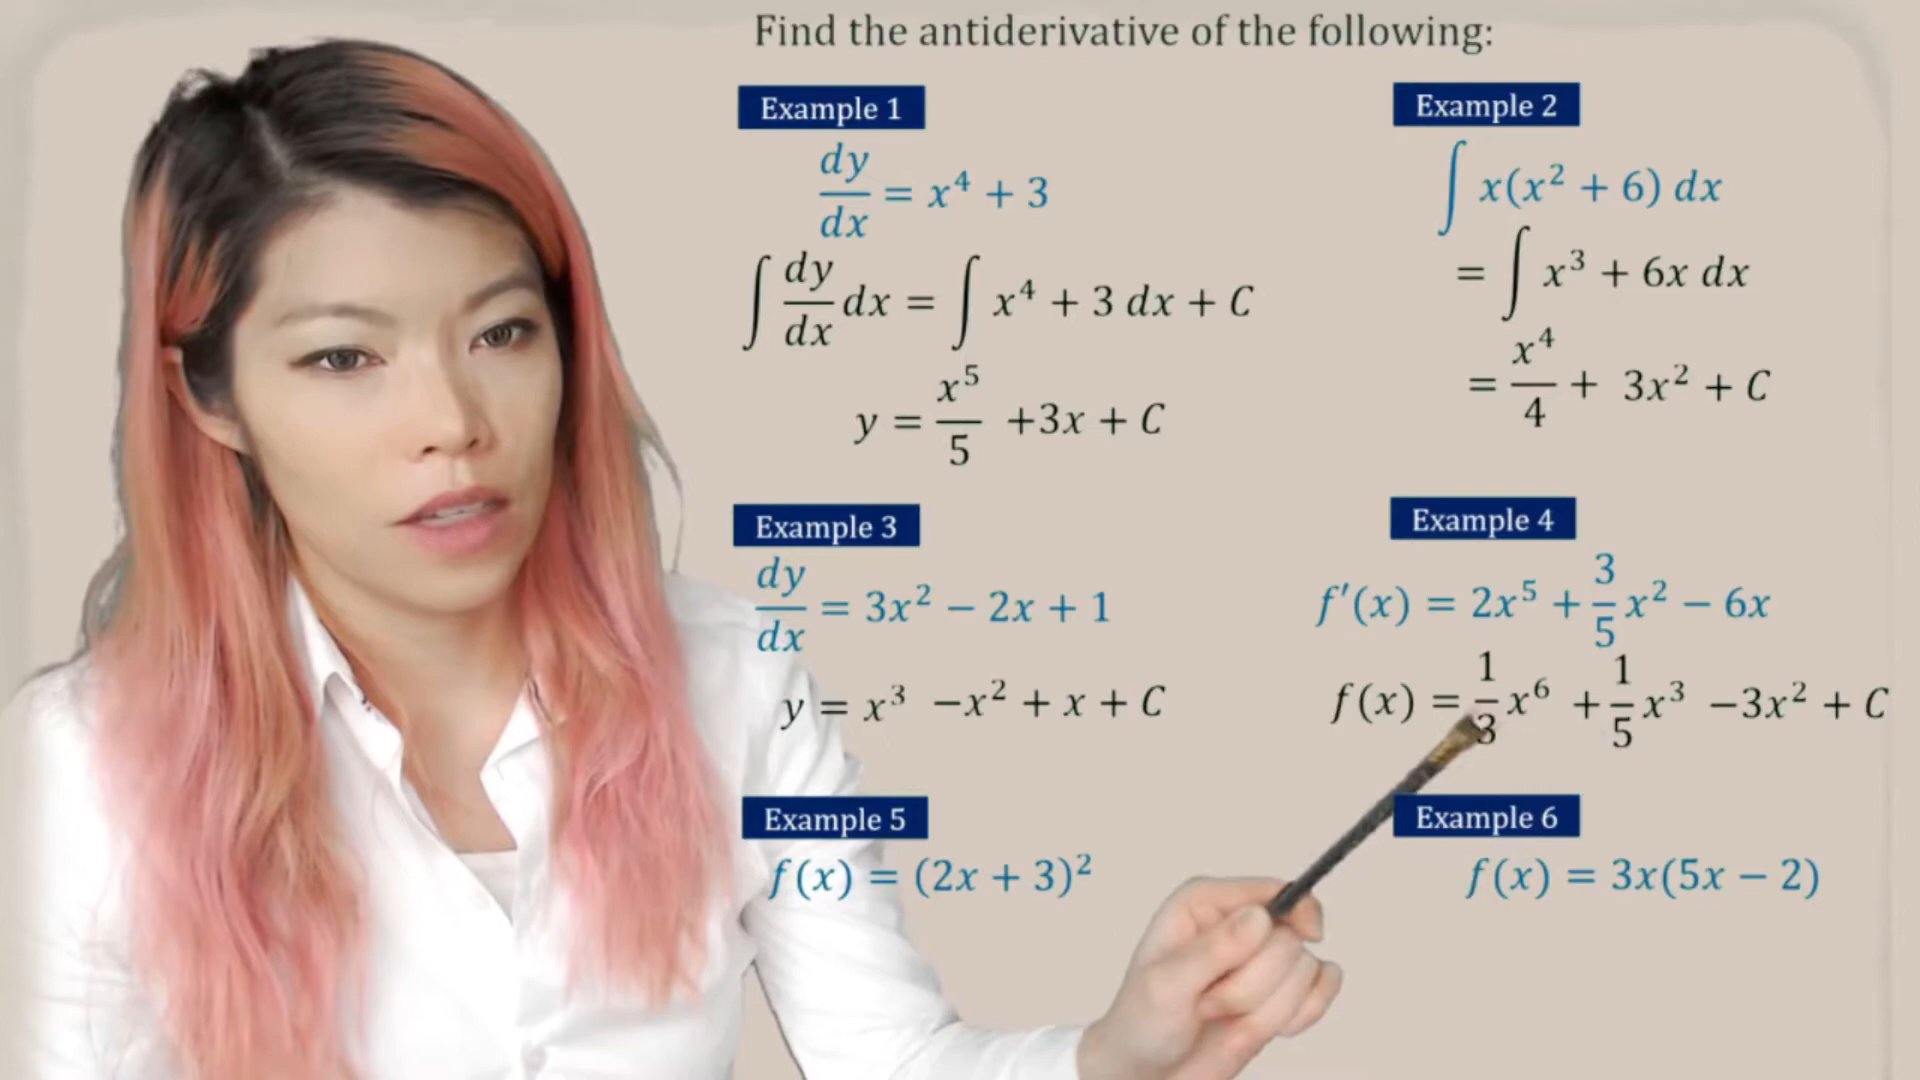 Find the antiderivative of the following:
Example 1
dy/dx = x⁴ + 3
∫ dy/dx dx = ∫ x⁴ + 3 dx + C
y = x⁵/5 +3x + C
Example 2
∫ x(x² + 6) dx
= ∫ x³ + 6x dx
= x⁴/4 + 3x² + C
Example 3
dy/dx = 3x² − 2x + 1
y = x³ −x² + x + C
Example 4
f′(x) = 2x⁵ + 3/5 x² − 6x
f(x) = 1/3 x⁶ + 1/5 x³ −3x² + C
Example 5
f(x) = (2x + 3)²
Example 6
f(x) = 3x(5x − 2)